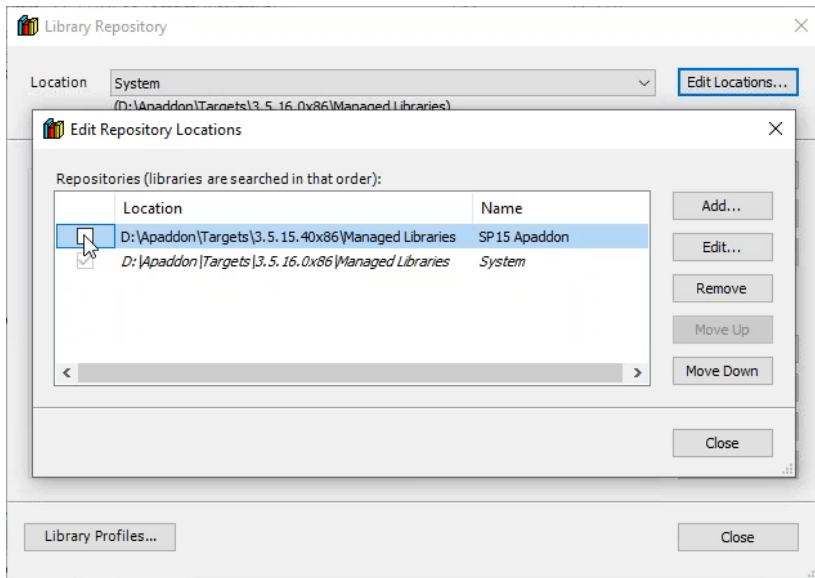 Library Repository
Location System Edit Locations...
(D:\Apaddon\Targets\3.5.16.0x86\Managed Libraries)
Edit Repository Locations
Repositories (libraries are searched in that order):
Location Name
D:\Apaddon\Targets\3.5.15.40x86\Managed Libraries SP15 Apaddon
D:\Apaddon\Targets\3.5.16.0x86\Managed Libraries System
Add...
Edit...
Remove
Move Up
Move Down
Close
Library Profiles... Close